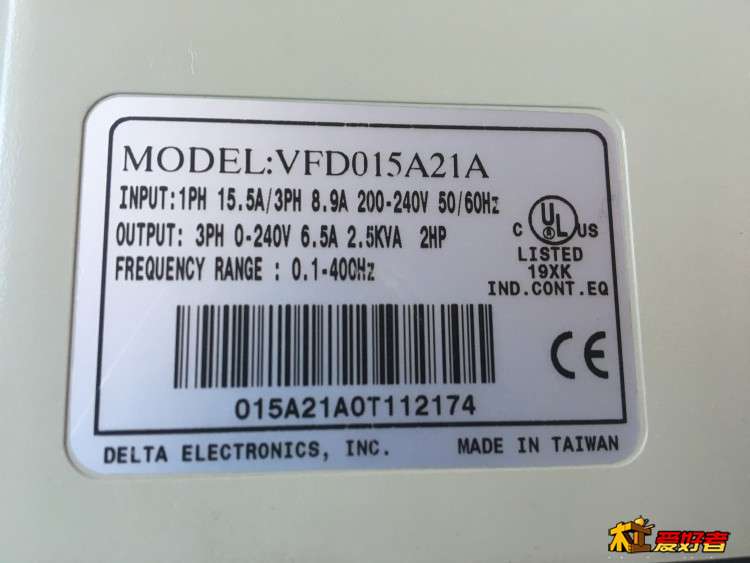 MODEL:VFD015A21A
INPUT:1PH 15.5A/3PH 8.9A 200-240V 50/60Hz
OUTPUT: 3PH 0-240V 6.5A 2.5KVA 2HP
FREQUENCY RANGE : 0.1-400Hz
C UL US
LISTED
19XK
IND.CONT.EQ
CE
015A21A0T112174
DELTA ELECTRONICS, INC. MADE IN TAIWAN
木工爱好者